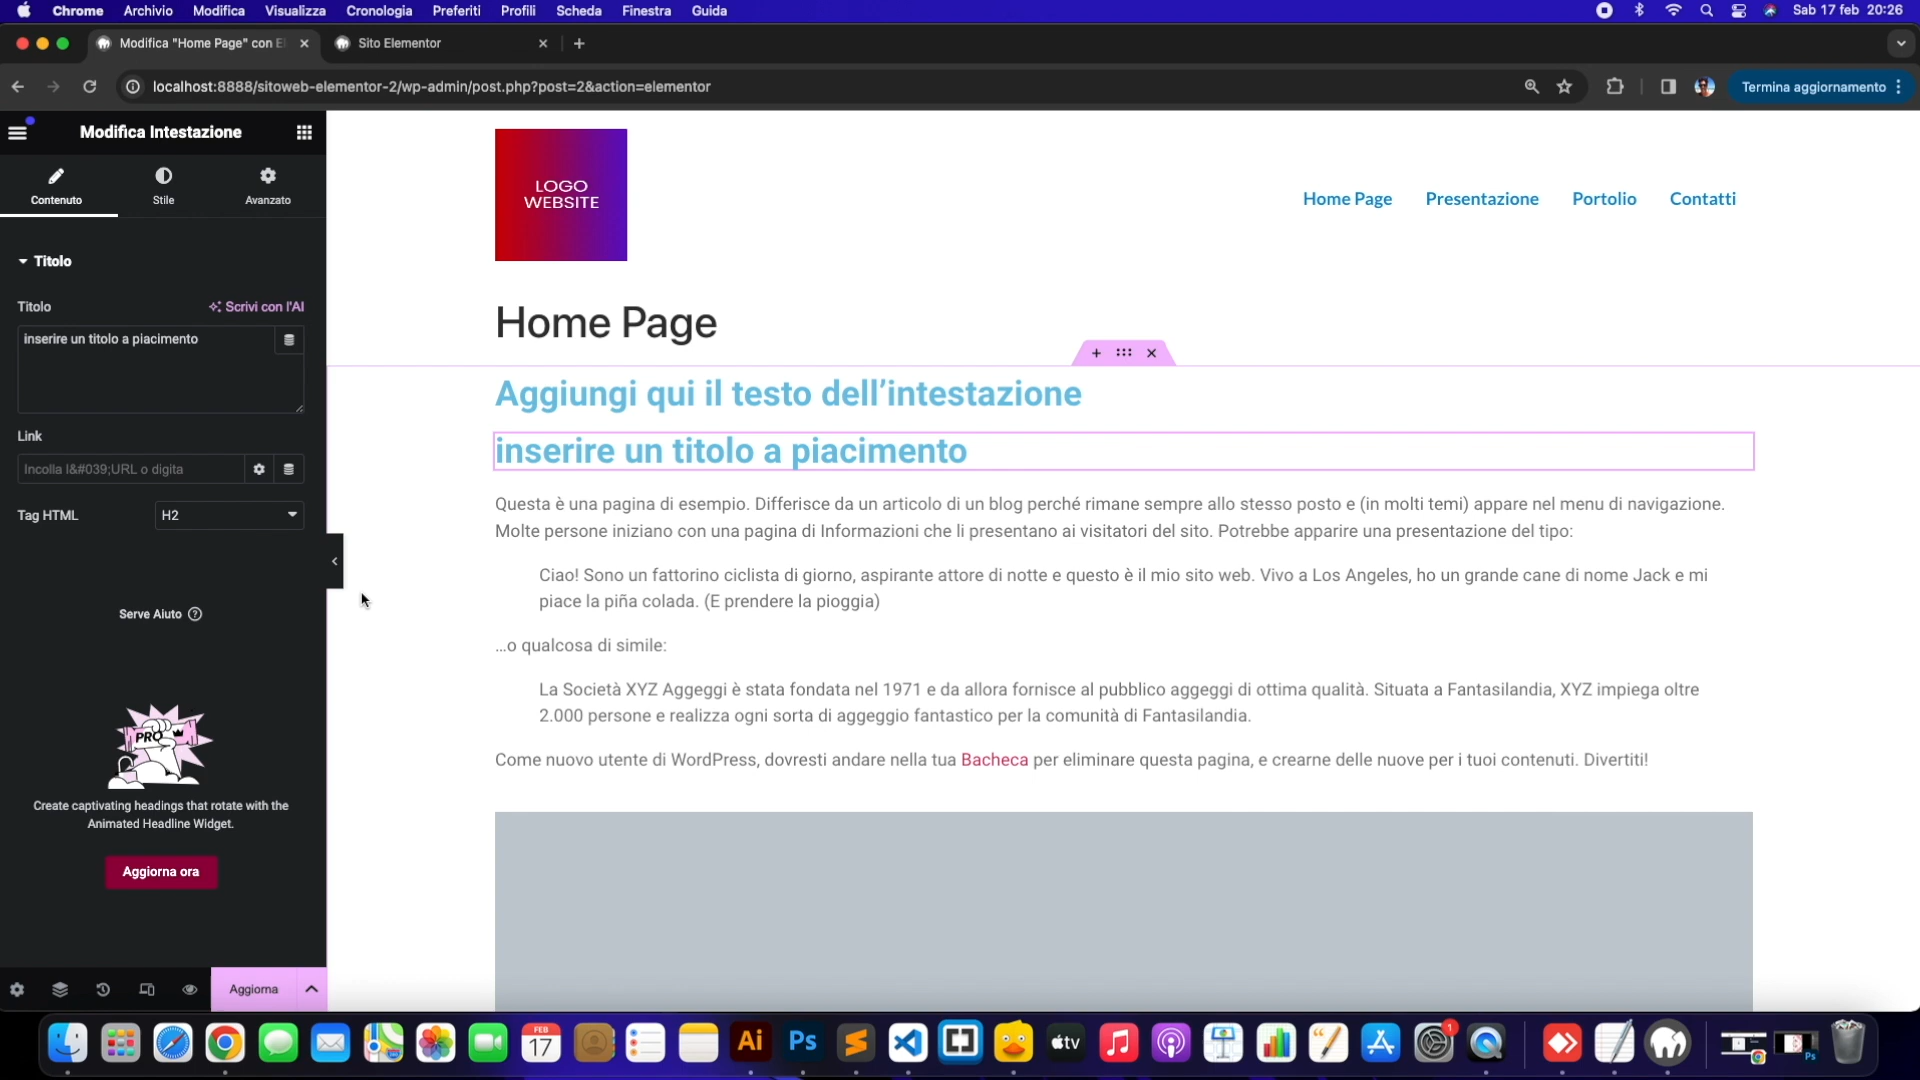 Chrome Archivio Modifica Visualizza Cronologia Preferiti Profili Scheda Finestra Guida Sab 17 feb 20:26
Modifica "Home Page" con El Sito Elementor
localhost:8888/sitoweb-elementor-2/wp-admin/post.php?post=2&action=elementor Termina aggiornamento
Modifica Intestazione
Contenuto Stile Avanzato
Titolo
Titolo Scrivi con l'AI
inserire un titolo a piacimento
Link
Incolla l&#039;URL o digita
Tag HTML H2
Serve Aiuto
PRO
Create captivating headings that rotate with the
Animated Headline Widget.
Aggiorna ora
Aggiorna
LOGO
WEBSITE
Home Page Presentazione Portolio Contatti
Home Page
Aggiungi qui il testo dell’intestazione
inserire un titolo a piacimento
Questa è una pagina di esempio. Differisce da un articolo di un blog perché rimane sempre allo stesso posto e (in molti temi) appare nel menu di navigazione.
Molte persone iniziano con una pagina di Informazioni che li presentano ai visitatori del sito. Potrebbe apparire una presentazione del tipo:
Ciao! Sono un fattorino ciclista di giorno, aspirante attore di notte e questo è il mio sito web. Vivo a Los Angeles, ho un grande cane di nome Jack e mi
piace la piña colada. (E prendere la pioggia)
…o qualcosa di simile:
La Società XYZ Aggeggi è stata fondata nel 1971 e da allora fornisce al pubblico aggeggi di ottima qualità. Situata a Fantasilandia, XYZ impiega oltre
2.000 persone e realizza ogni sorta di aggeggio fantastico per la comunità di Fantasilandia.
Come nuovo utente di WordPress, dovresti andare nella tua Bacheca per eliminare questa pagina, e crearne delle nuove per i tuoi contenuti. Divertiti!
FEB
17
Ai
Ps
tv
1
Ps